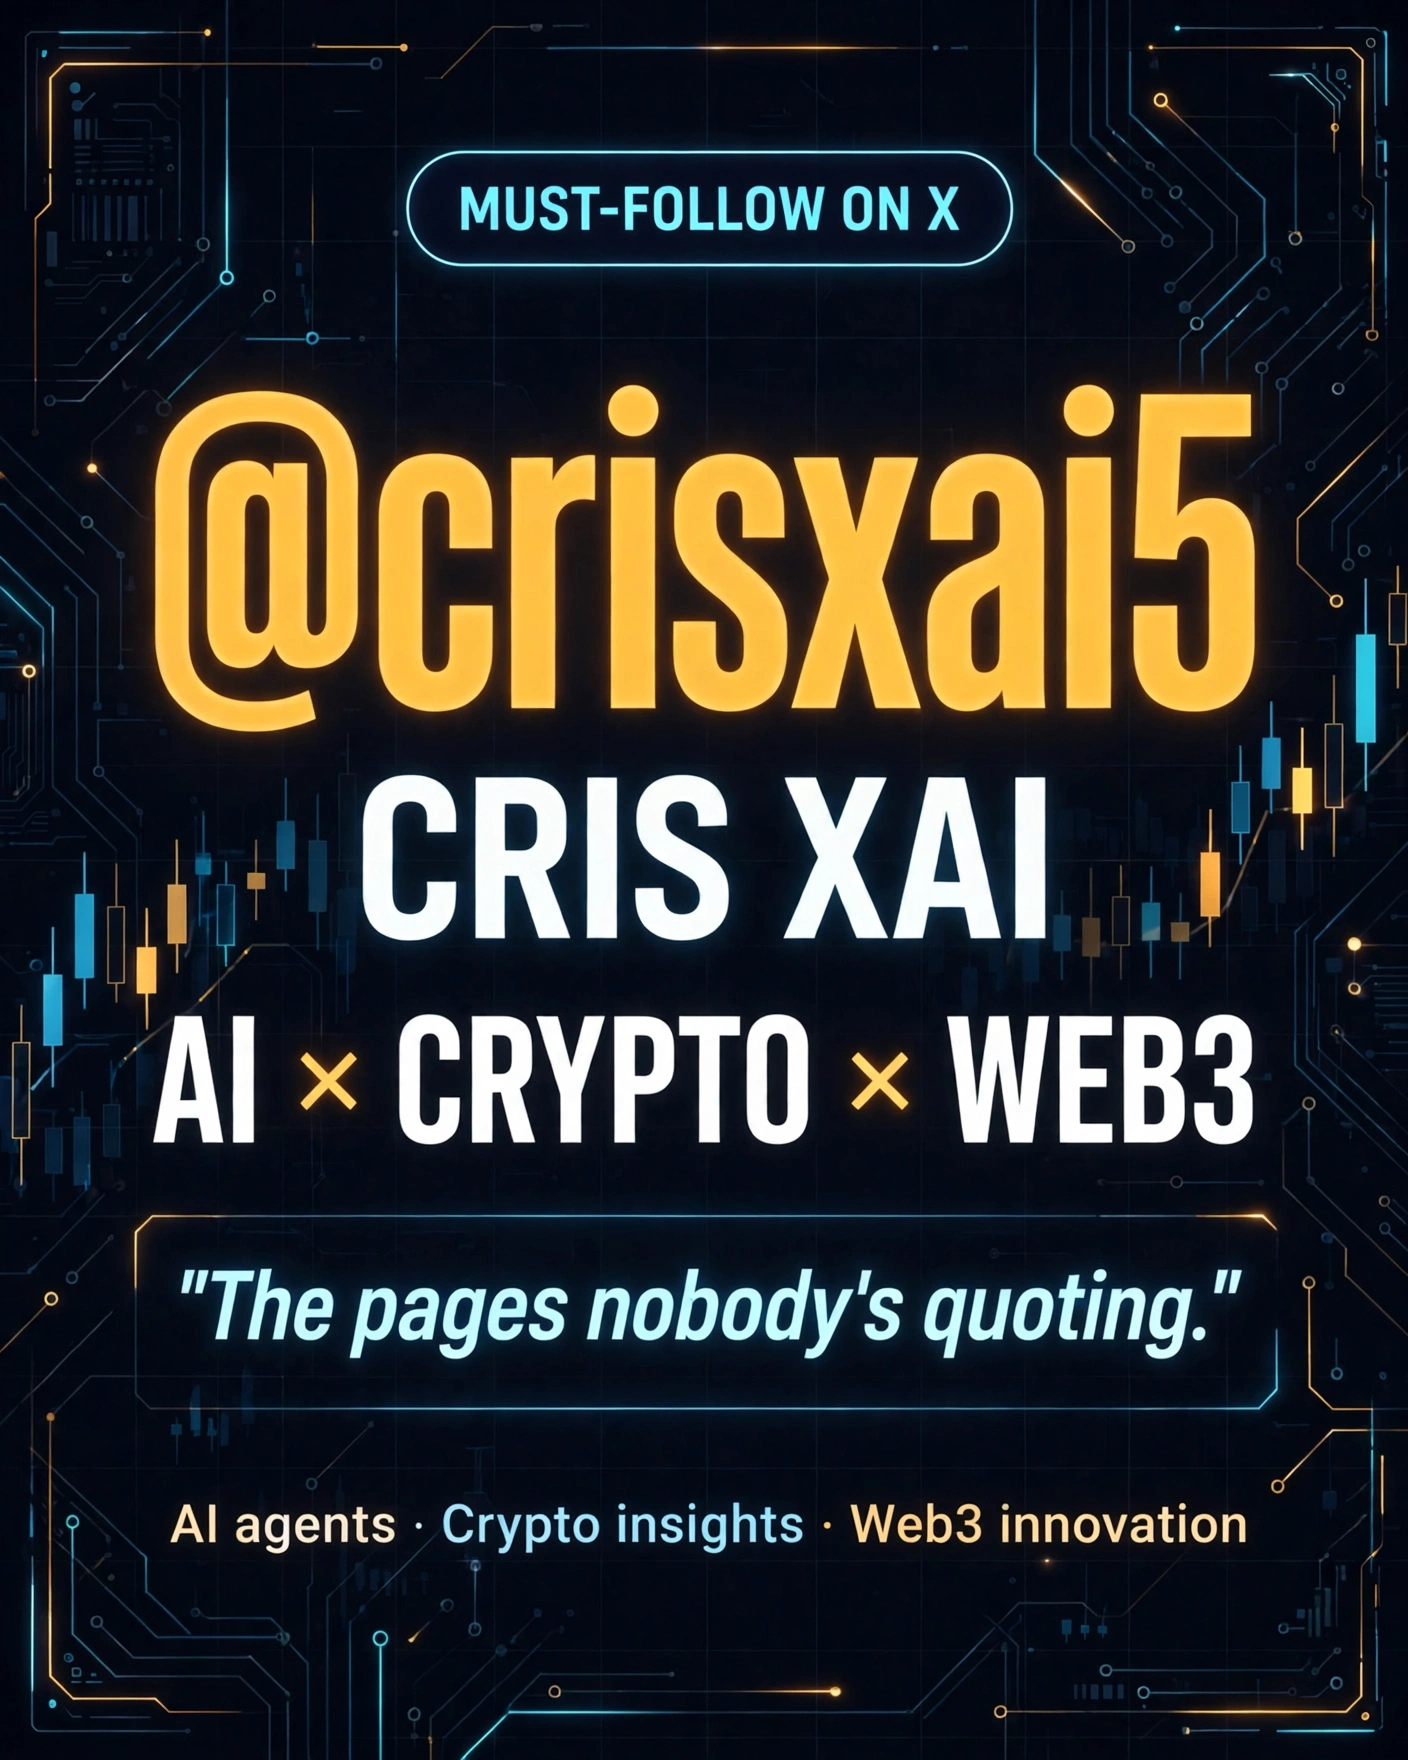 MUST-FOLLOW ON X
@crisxai5
CRIS XAI
AI × CRYPTO × WEB3
"The pages nobody's quoting."
AI agents · Crypto insights · Web3 innovation